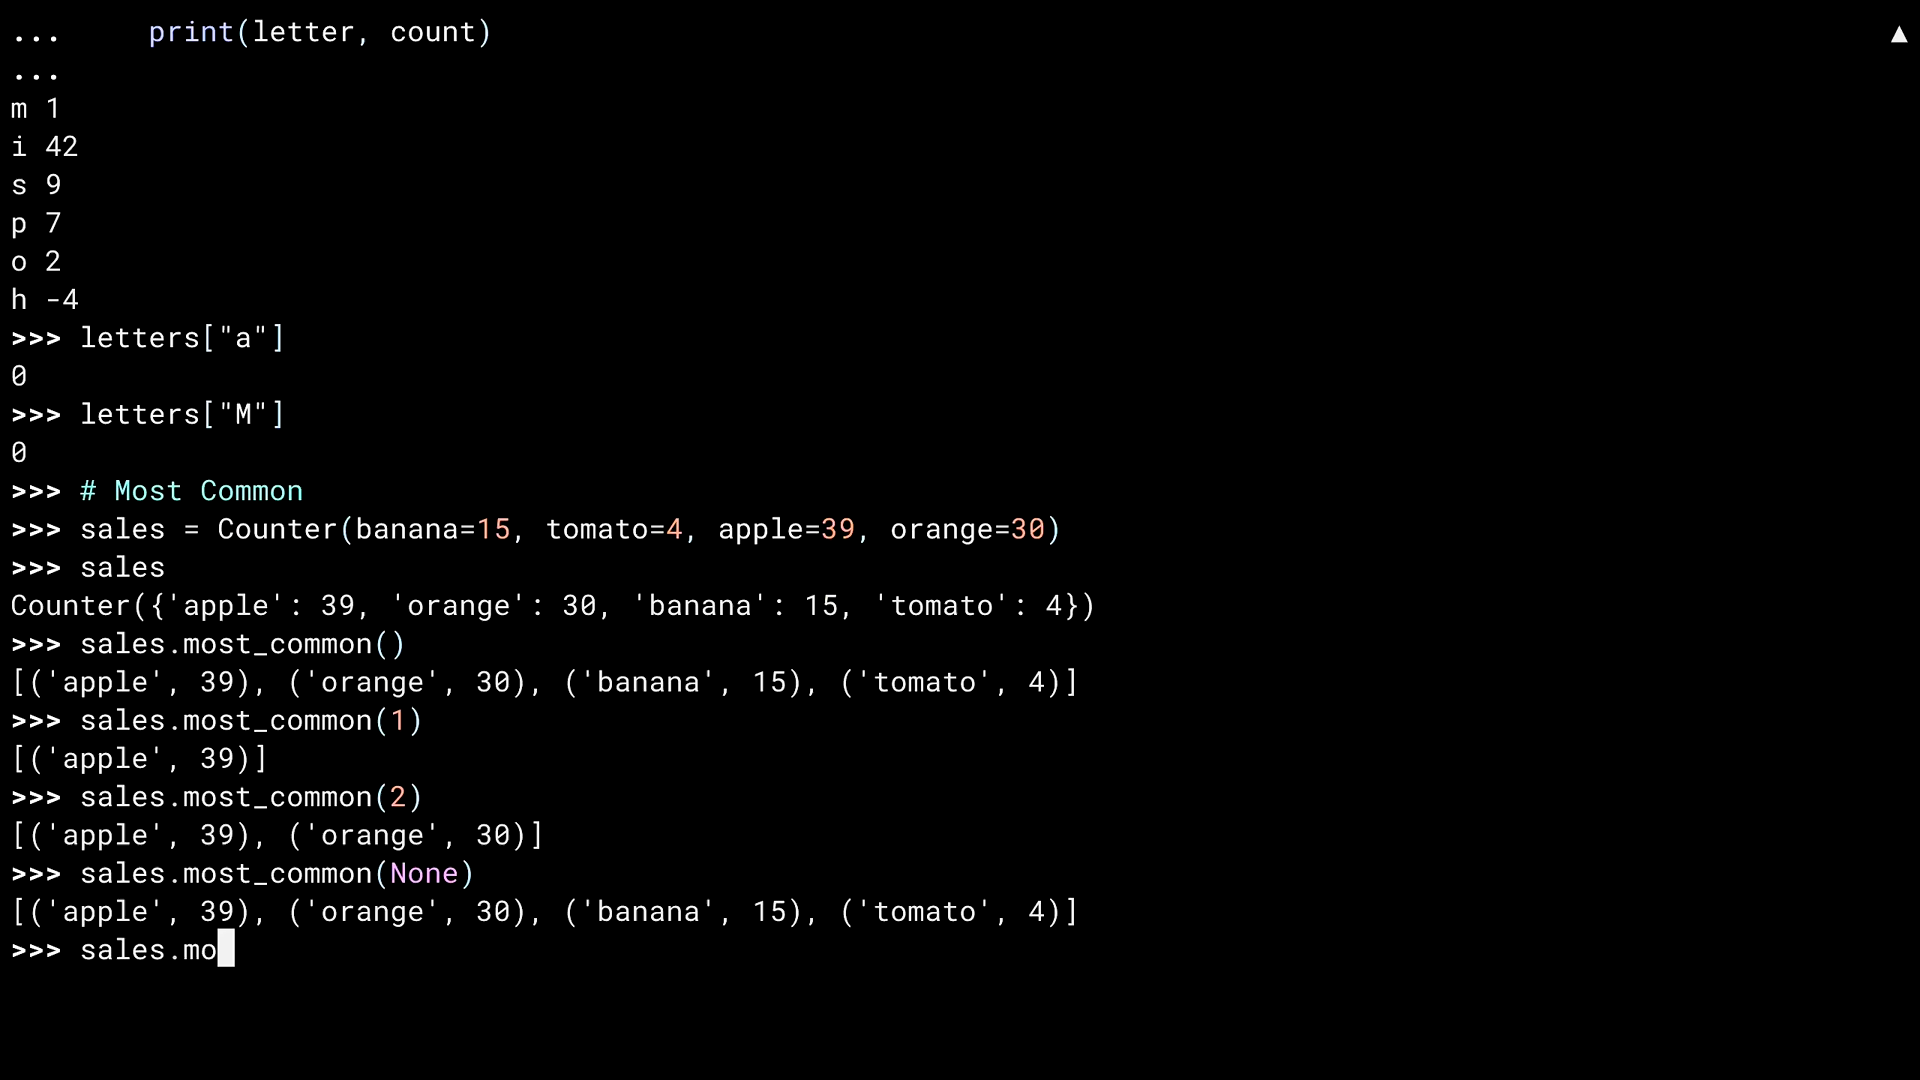 ...     print(letter, count)
...
m 1
i 42
s 9
p 7
o 2
h -4
>>> letters["a"]
0
>>> letters["M"]
0
>>> # Most Common
>>> sales = Counter(banana=15, tomato=4, apple=39, orange=30)
>>> sales
Counter({'apple': 39, 'orange': 30, 'banana': 15, 'tomato': 4})
>>> sales.most_common()
[('apple', 39), ('orange', 30), ('banana', 15), ('tomato', 4)]
>>> sales.most_common(1)
[('apple', 39)]
>>> sales.most_common(2)
[('apple', 39), ('orange', 30)]
>>> sales.most_common(None)
[('apple', 39), ('orange', 30), ('banana', 15), ('tomato', 4)]
>>> sales.mo